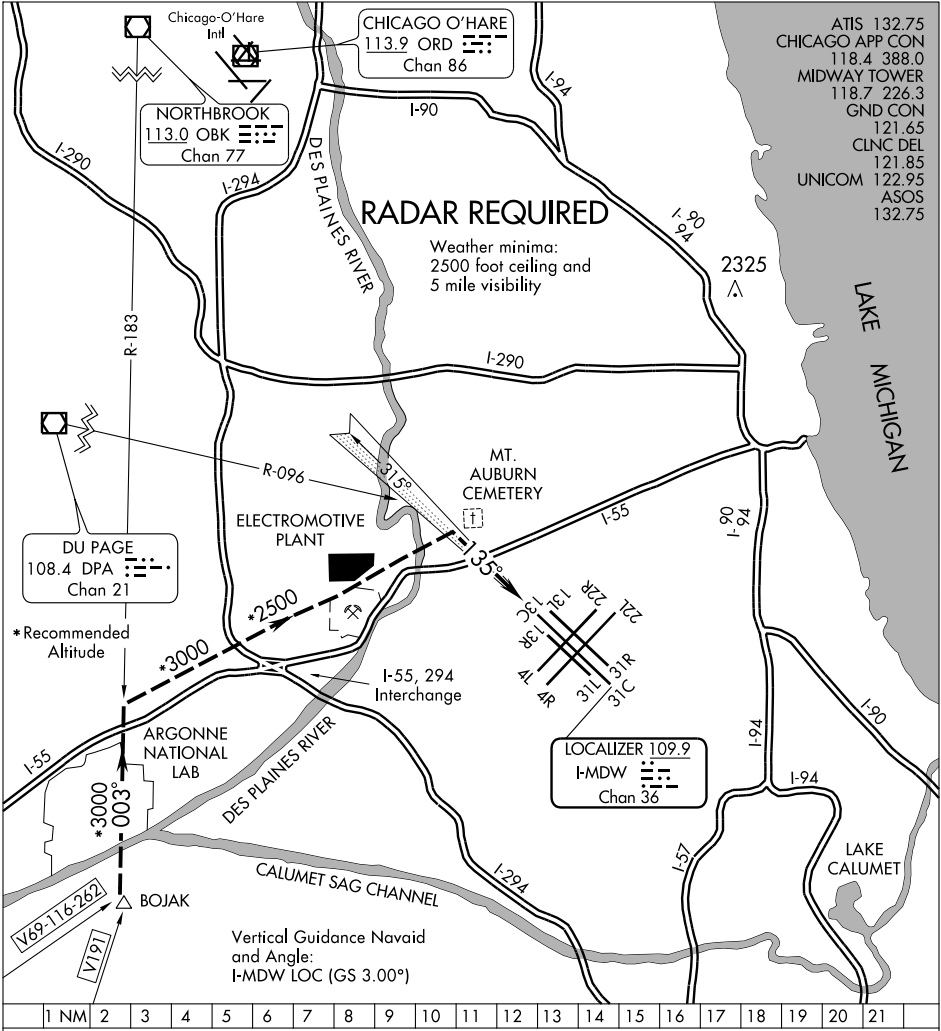 Chicago-O'Hare
Intl
CHICAGO O'HARE
113.9 ORD
Chan 86
ATIS 132.75
CHICAGO APP CON
118.4 388.0
MIDWAY TOWER
118.7 226.3
GND CON
121.65
CLNC DEL
121.85
UNICOM 122.95
ASOS
132.75
NORTHBROOK
113.0 OBK
Chan 77
I-94
I-90
I-290
I-294
DES PLAINES RIVER
RADAR REQUIRED
Weather minima:
2500 foot ceiling and
5 mile visibility
I-90
94
2325
LAKE MICHIGAN
R-183
I-290
R-096
315°
MT.
AUBURN
CEMETERY
I-55
I-90
94
ELECTROMOTIVE
PLANT
135°
DU PAGE
108.4 DPA
Chan 21
*Recommended
Altitude
*2500
*3000
13C
13L
22R
22L
13R
4L
4R
31L
31C
31R
I-55, 294
Interchange
I-90
I-94
LOCALIZER 109.9
I-MDW
Chan 36
I-55
ARGONNE
NATIONAL
LAB
DES PLAINES RIVER
*3000
003°
I-94
I-57
LAKE
CALUMET
CALUMET SAG CHANNEL
I-294
BOJAK
V69-116-262
V191
Vertical Guidance Navaid
and Angle:
I-MDW LOC (GS 3.00°)
1 NM 2 3 4 5 6 7 8 9 10 11 12 13 14 15 16 17 18 19 20 21